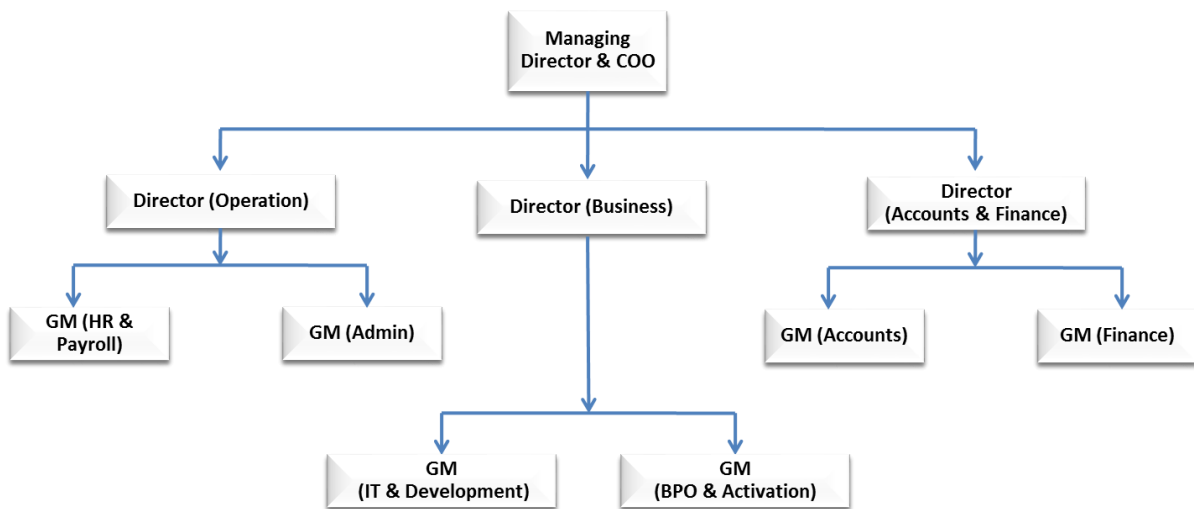 Managing
Director & COO
Director (Operation)
Director (Business)
Director
(Accounts & Finance)
GM (HR &
Payroll)
GM (Admin)
GM (Accounts)
GM (Finance)
GM
(IT & Development)
GM
(BPO & Activation)